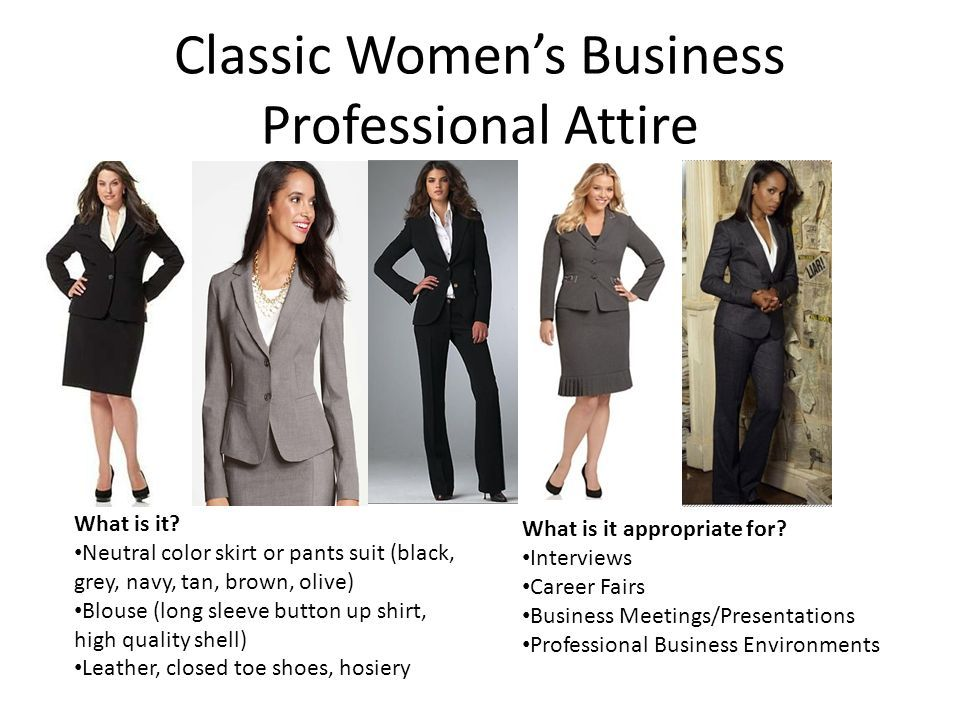 Classic Women’s Business
Professional Attire
LIAR!
What is it?
•Neutral color skirt or pants suit (black,
grey, navy, tan, brown, olive)
•Blouse (long sleeve button up shirt,
high quality shell)
•Leather, closed toe shoes, hosiery
What is it appropriate for?
•Interviews
•Career Fairs
•Business Meetings/Presentations
•Professional Business Environments